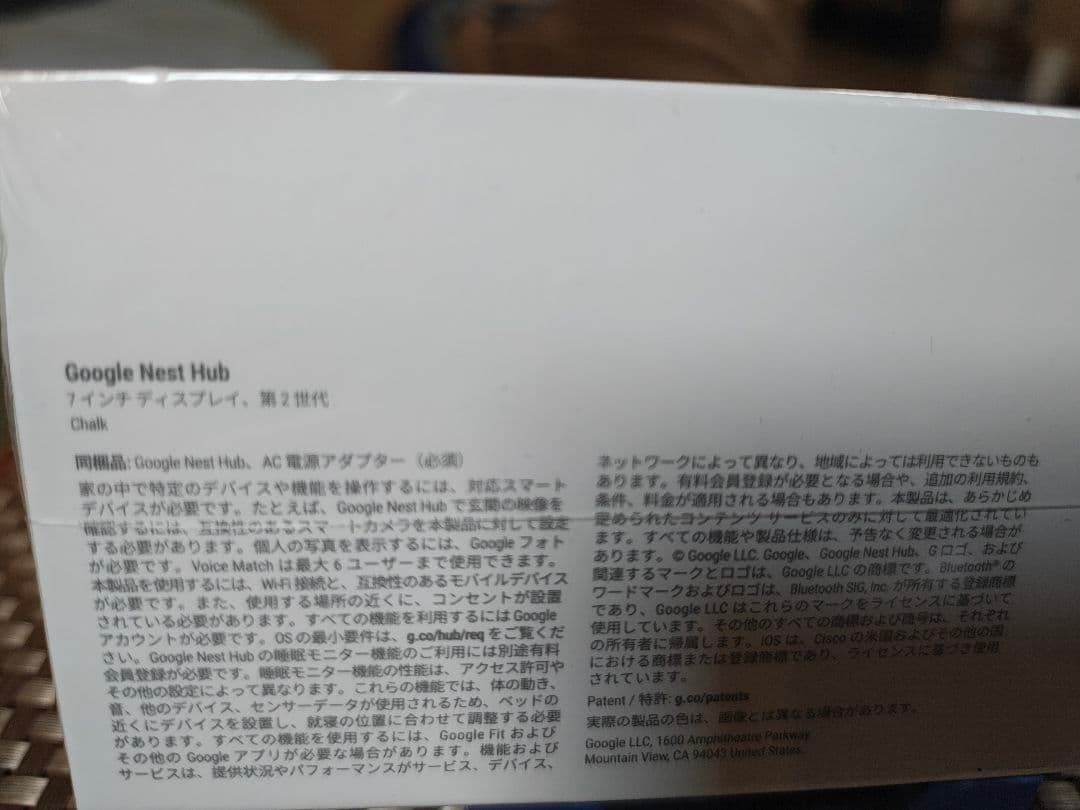 Google Nest Hub
7 インチ ディスプレイ、第 2 世代
Chalk
同梱品: Google Nest Hub、AC 電源アダプター（必須）
家の中で特定のデバイスや機能を操作するには、対応スマート
デバイスが必要です。たとえば、Google Nest Hub で玄関の映像を
確認するには、互換性のあるスマートカメラを本製品に対して設定
する必要があります。個人の写真を表示するには、Google フォト
が必要です。Voice Match は最大 6 ユーザーまで使用できます。
本製品を使用するには、Wi-Fi 接続と、互換性のあるモバイルデバイス
が必要です。また、使用する場所の近くに、コンセントが設置
されている必要があります。すべての機能を利用するには Google
アカウントが必要です。OS の最小要件は、g.co/hub/req をご覧くだ
さい。Google Nest Hub の睡眠モニター機能のご利用には別途有料
会員登録が必要です。睡眠モニター機能の性能は、アクセス許可や
その他の設定によって異なります。これらの機能では、体の動き、
音、他のデバイス、センサーデータが使用されるため、ベッドの
近くにデバイスを設置し、就寝の位置に合わせて調整する必要
があります。すべての機能を使用するには、Google Fit および
その他の Google アプリが必要な場合があります。機能および
サービスは、提供状況やパフォーマンスがサービス、デバイス、
ネットワークによって異なり、地域によっては利用できないものも
あります。有料会員登録が必要となる場合や、追加の利用規約、
条件、料金が適用される場合もあります。本製品は、あらかじめ
定められたコンテンツ サービスのみに対して最適化されてい
ます。すべての機能や製品仕様は、予告なく変更される場合が
あります。© Google LLC. Google、Google Nest Hub、G ロゴ、および
関連するマークとロゴは、Google LLC の商標です。Bluetooth® の
ワードマークおよびロゴは、Bluetooth SIG, Inc. が所有する登録商標
であり、Google LLC はこれらのマークをライセンスに基づいて
使用しています。その他のすべての商標および商号は、それぞれ
の所有者に帰属します。iOS は、Cisco の米国およびその他の国
における商標または登録商標であり、ライセンスに基づき使用
されています。
Patent / 特許: g.co/patents
実際の製品の色は、画像とは異なる場合があります。
Google LLC, 1600 Amphitheatre Parkway
Mountain View, CA 94043 United States.